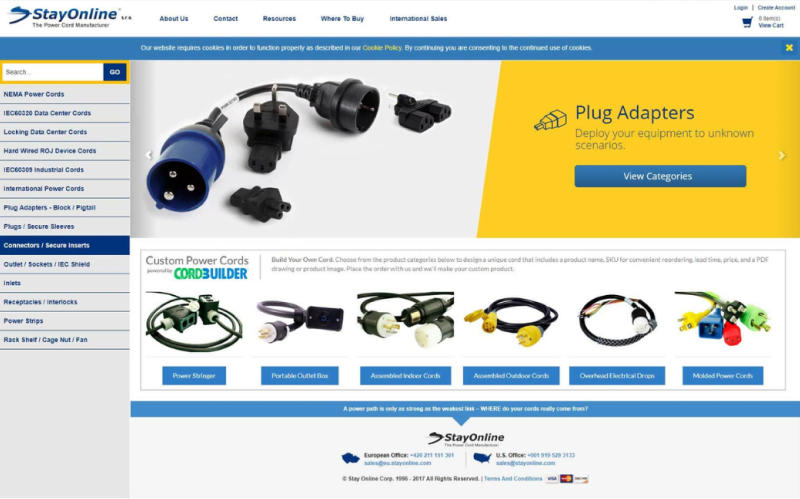 StayOnline s.r.o.
The Power Cord Manufacturer
About Us
Contact
Resources
Where To Buy
International Sales
Login | Create Account
0 item(s)
View Cart
Our website requires cookies in order to function properly as described in our Cookie Policy. By continuing you are consenting to the continued use of cookies.
Search...
GO
NEMA Power Cords
IEC60320 Data Center Cords
Locking Data Center Cords
Hard Wired ROJ Device Cords
IEC60309 Industrial Cords
International Power Cords
Plug Adapters - Block / Pigtail
Plugs / Secure Sleeves
Connectors / Secure Inserts
Outlet / Sockets / IEC Shield
Inlets
Receptacles / Interlocks
Power Strips
Rack Shelf / Cage Nut / Fan
Plug Adapters
Deploy your equipment to unknown
scenarios.
View Categories
Custom Power Cords
powered by CORDBUILDER
Build Your Own Cord. Choose from the product categories below to design a unique cord that includes a product name, SKU for convenient reordering, lead time, price, and a PDF
drawing or product image. Place the order with us and we'll make your custom product.
Power Stringer
Portable Outlet Box
Assembled Indoor Cords
Assembled Outdoor Cords
Overhead Electrical Drops
Molded Power Cords
A power path is only as strong as the weakest link – WHERE do your cords really come from?
StayOnline
The Power Cord Manufacturer
European Office: +420 211 151 301
sales@eu.stayonline.com
U.S. Office: +001 919 529 3133
sales@stayonline.com
© Stay Online Corp. 1996 - 2017 All Rights Reserved. | Terms And Conditions
VISA